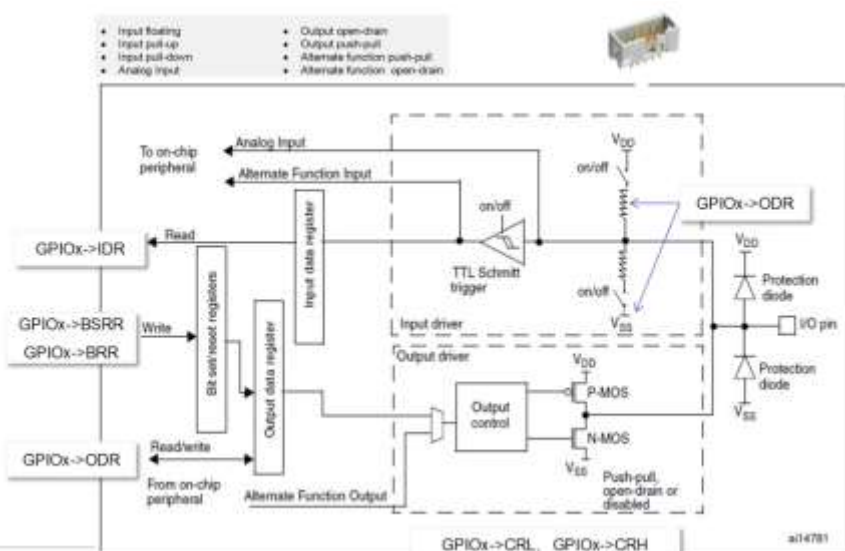 • Input floating
• Input pull-up
• Input pull-down
• Analog Input
• Output open-drain
• Output push-pull
• Alternate function push-pull
• Alternate function open-drain
To on-chip
peripheral
Analog Input
Alternate Function Input
GPIOx->IDR
Read
GPIOx->BSRR
GPIOx->BRR
Write
GPIOx->ODR
Read/write
From on-chip
peripheral
Bit set/reset registers
Output data register
Input data register
on/off
TTL Schmitt
trigger
Input driver
VDD
on/off
on/off
VSS
GPIOx->ODR
VDD
Protection
diode
I/O pin
Protection
diode
VSS
Output driver
Output
control
VDD
P-MOS
N-MOS
VSS
Push-pull,
open-drain or
disabled
Alternate Function Output
GPIOx->CRL、GPIOx->CRH
ai14781